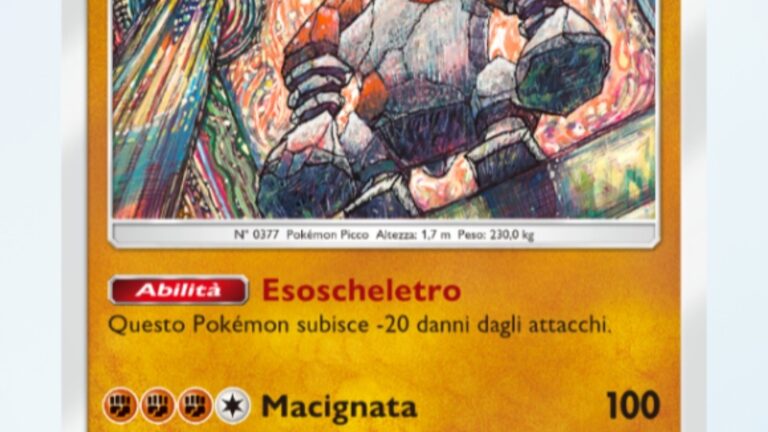 N° 0377 Pokémon Picco Altezza: 1,7 m Peso: 230,0 kg
Abilità Esoscheletro
Questo Pokémon subisce -20 danni dagli attacchi.
Macignata 100